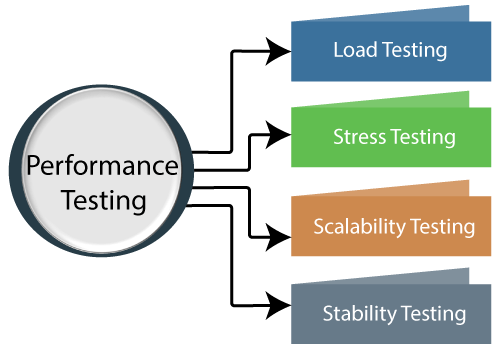 Performance
Testing
Load Testing
Stress Testing
Scalability Testing
Stability Testing